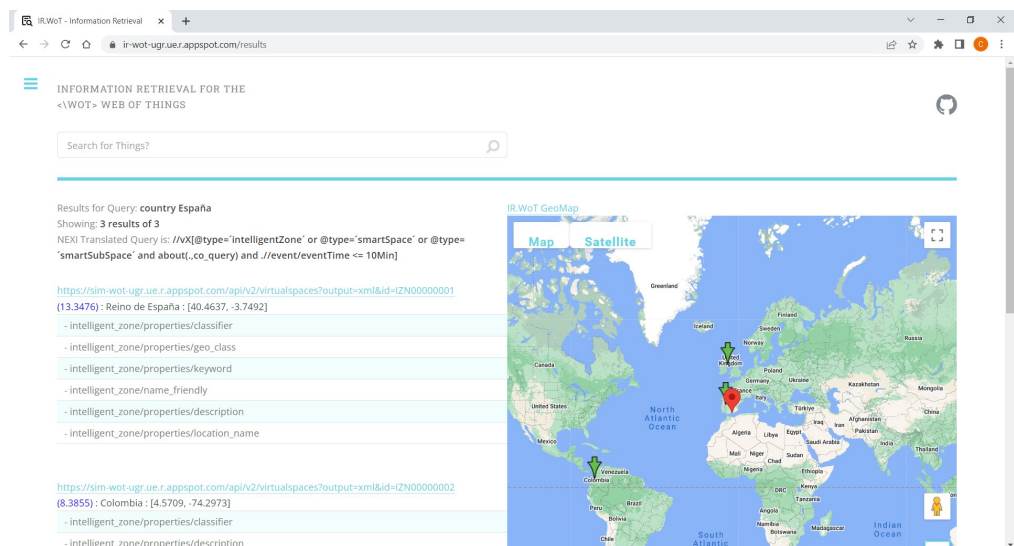 IR.WoT - Information Retrieval
ir-wot-ugr.ue.r.appspot.com/results
C
INFORMATION RETRIEVAL FOR THE
<\WOT> WEB OF THINGS
Search for Things?
Results for Query: country España
Showing: 3 results of 3
NEXI Translated Query is: //vX[@type=´intelligentZone´ or @type=´smartSpace´ or @type=
´smartSubSpace´ and about(.,co_query) and .//event/eventTime <= 10Min]
https://sim-wot-ugr.ue.r.appspot.com/api/v2/virtualspaces?output=xml&id=IZN00000001
(13.3476) : Reino de España : [40.4637, -3.7492]
- intelligent_zone/properties/classifier
- intelligent_zone/properties/geo_class
- intelligent_zone/properties/keyword
- intelligent_zone/name_friendly
- intelligent_zone/properties/description
- intelligent_zone/properties/location_name
https://sim-wot-ugr.ue.r.appspot.com/api/v2/virtualspaces?output=xml&id=IZN00000002
(8.3855) : Colombia : [4.5709, -74.2973]
- intelligent_zone/properties/classifier
- intelligent_zone/properties/description
IR.WoT GeoMap
Map Satellite
Greenland
Iceland
Finland
Sweden
Norway
Russia
United
Kingdom
Canada
Poland
Germany
Ukraine
Kazakhstan
Mongolia
Italy
United States
North
Atlantic
Ocean
Türkiye
China
Iraq
Iran
Afghanistan
Pakistan
Algeria
Libya
Egypt
Saudi Arabia
India
Mexico
Thailand
Mali
Niger
Chad
Sudan
Venezuela
Nigeria
Ethiopia
Colombia
DRC
Kenya
Tanzania
Peru
Brazil
Angola
Bolivia
Namibia
Botswana
Madagascar
Indian
Ocean
Chile
South
Atlantic